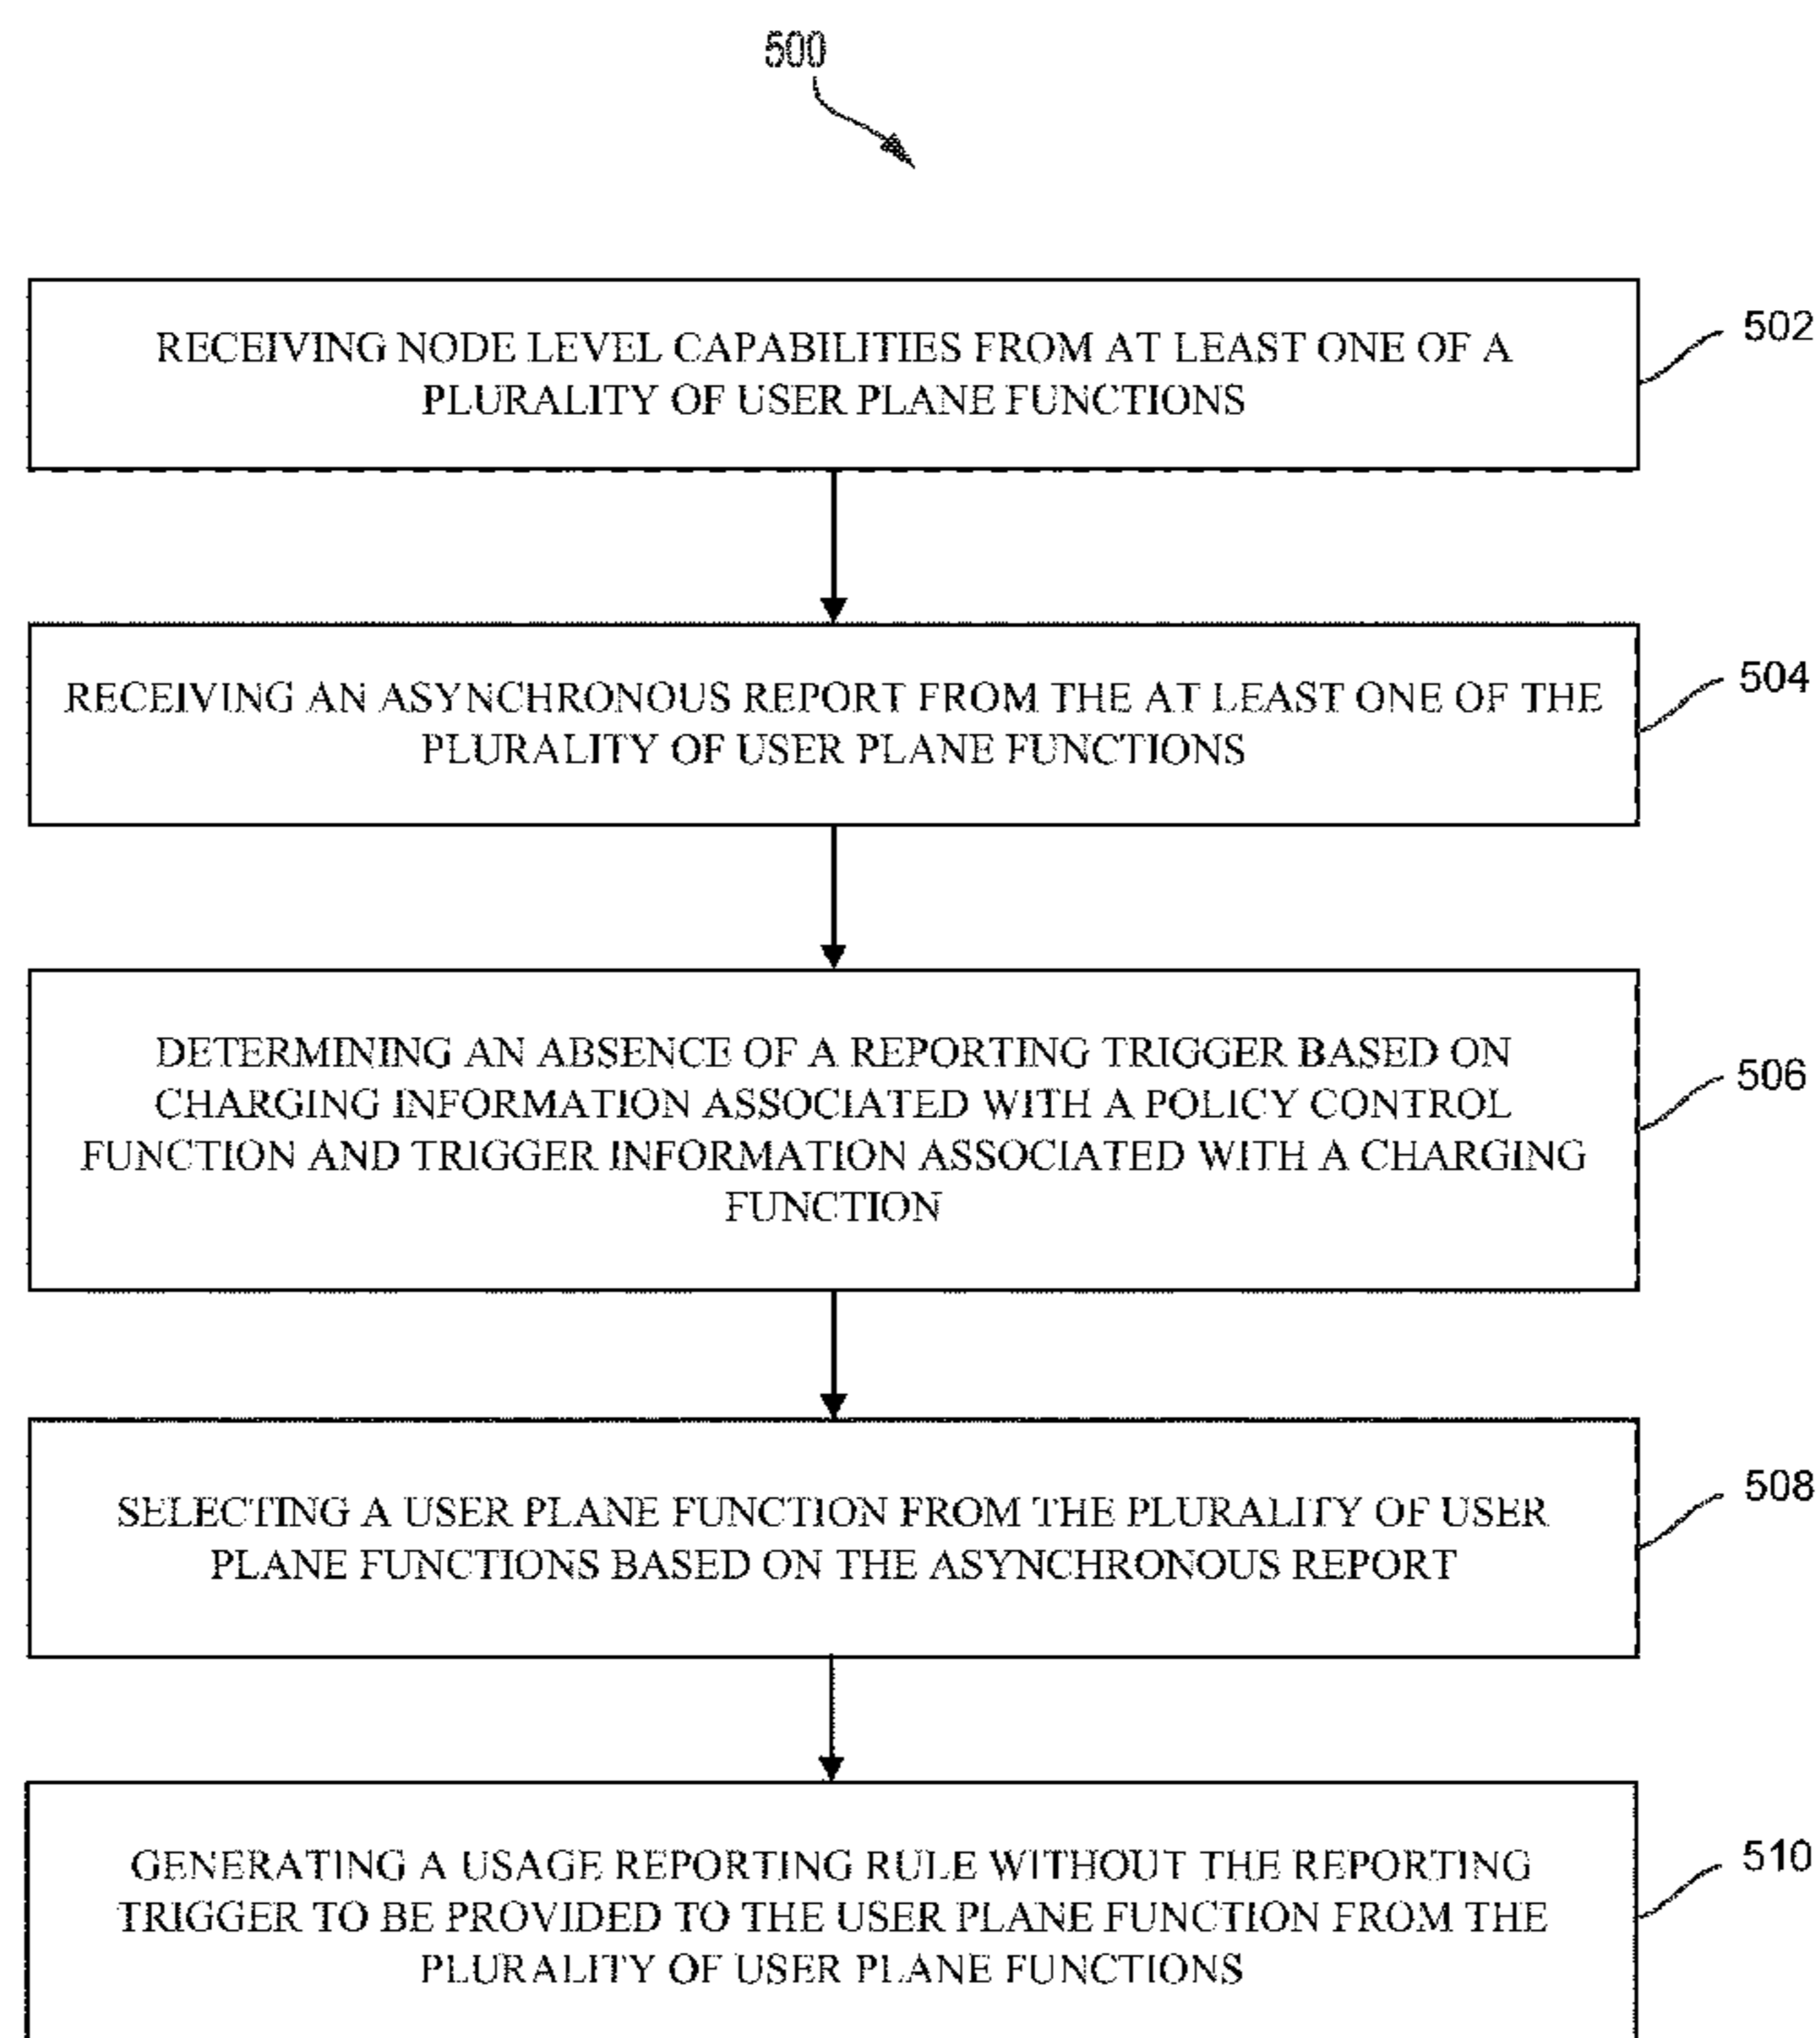 500
RECEIVING NODE LEVEL CAPABILITIES FROM AT LEAST ONE OF A
PLURALITY OF USER PLANE FUNCTIONS
502
RECEIVING AN ASYNCHRONOUS REPORT FROM THE AT LEAST ONE OF THE
PLURALITY OF USER PLANE FUNCTIONS
504
DETERMINING AN ABSENCE OF A REPORTING TRIGGER BASED ON
CHARGING INFORMATION ASSOCIATED WITH A POLICY CONTROL
FUNCTION AND TRIGGER INFORMATION ASSOCIATED WITH A CHARGING
FUNCTION
506
SELECTING A USER PLANE FUNCTION FROM THE PLURALITY OF USER
PLANE FUNCTIONS BASED ON THE ASYNCHRONOUS REPORT
508
GENERATING A USAGE REPORTING RULE WITHOUT THE REPORTING
TRIGGER TO BE PROVIDED TO THE USER PLANE FUNCTION FROM THE
PLURALITY OF USER PLANE FUNCTIONS
510